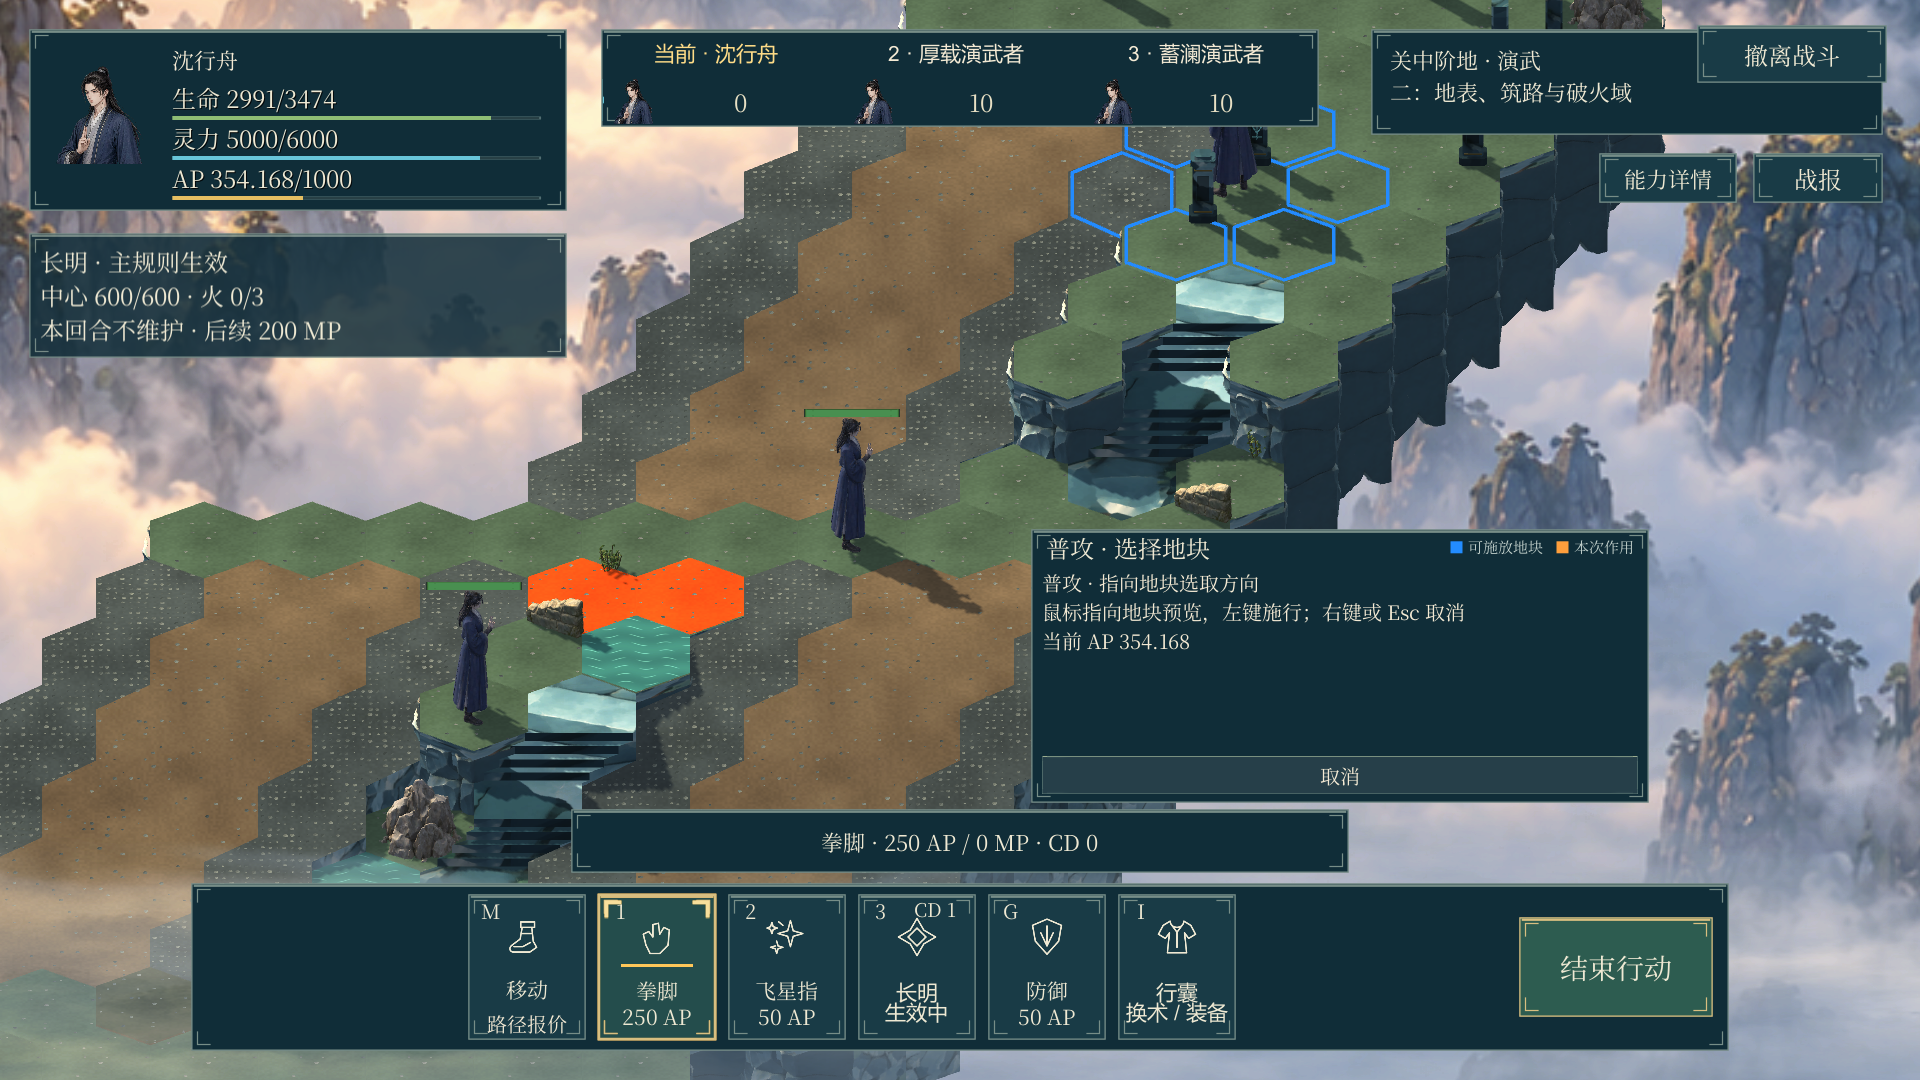 沈行舟
生命 2991/3474
灵力 5000/6000
AP 354.168/1000
当前 · 沈行舟
0
2 · 厚载演武者
10
3 · 蓄澜演武者
10
关中阶地 · 演武
二：地表、筑路与破火域
撤离战斗
能力详情
战报
长明 · 主规则生效
中心 600/600 · 火 0/3
本回合不维护 · 后续 200 MP
普攻 · 选择地块
可施放地块
本次作用
普攻 · 指向地块选取方向
鼠标指向地块预览，左键施行；右键或 Esc 取消
当前 AP 354.168
取消
拳脚 · 250 AP / 0 MP · CD 0
M
移动
路径报价
1
拳脚
250 AP
2
飞星指
50 AP
3
CD 1
长明
生效中
G
防御
50 AP
I
行囊
换术 / 装备
结束行动